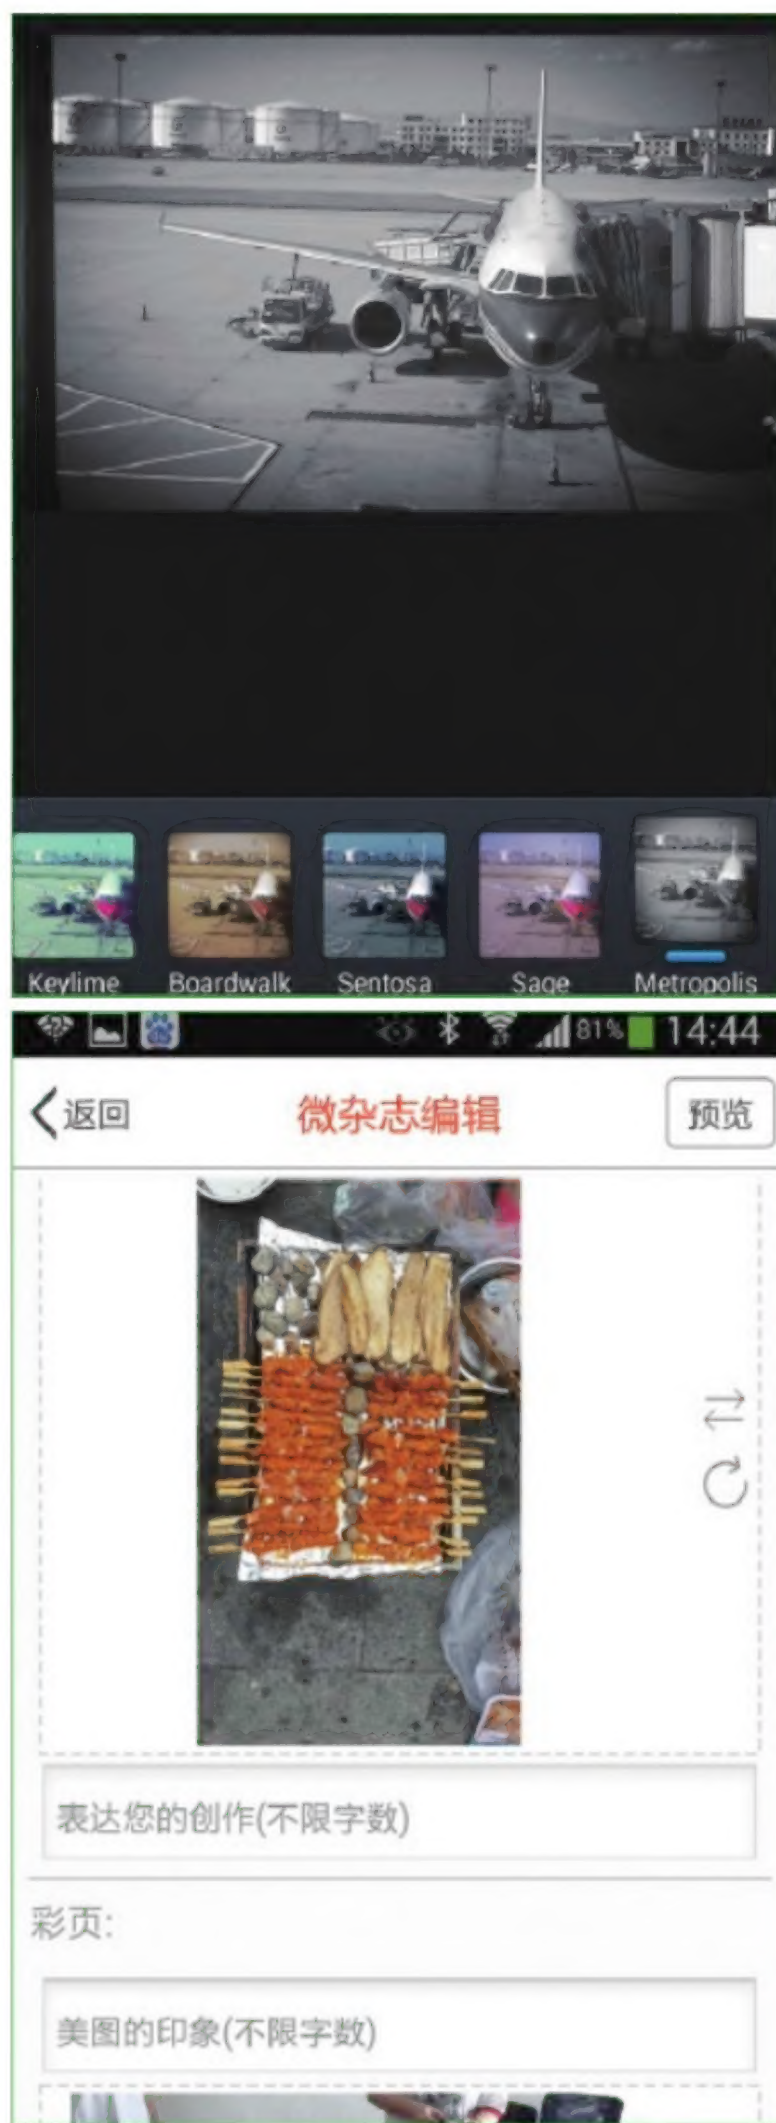 Keylime Boardwalk Sentosa Sage Metropolis
81% 14:44
返回 微杂志编辑 预览
表达您的创作(不限字数)
彩页:
美图的印象(不限字数)